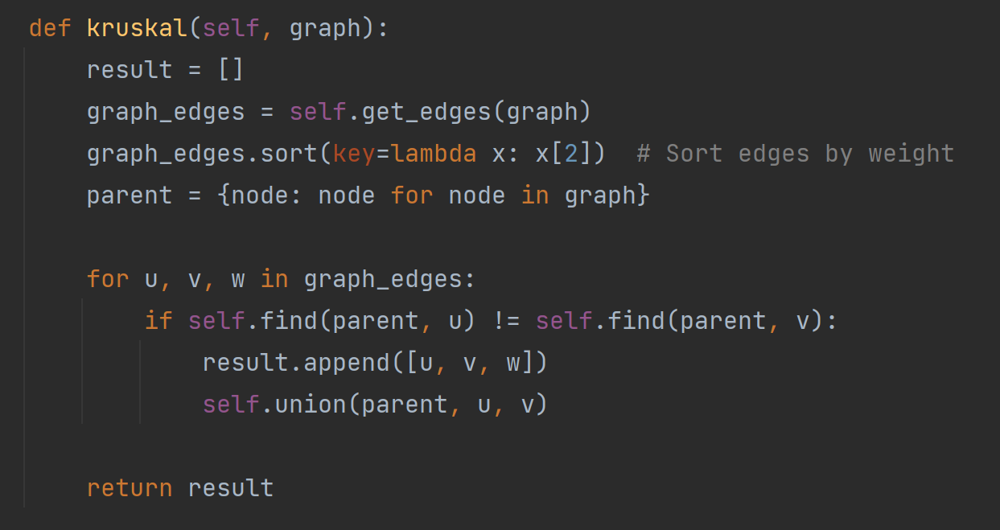 def kruskal(self, graph):
    result = []
    graph_edges = self.get_edges(graph)
    graph_edges.sort(key=lambda x: x[2])  # Sort edges by weight
    parent = {node: node for node in graph}

    for u, v, w in graph_edges:
        if self.find(parent, u) != self.find(parent, v):
            result.append([u, v, w])
            self.union(parent, u, v)

    return result